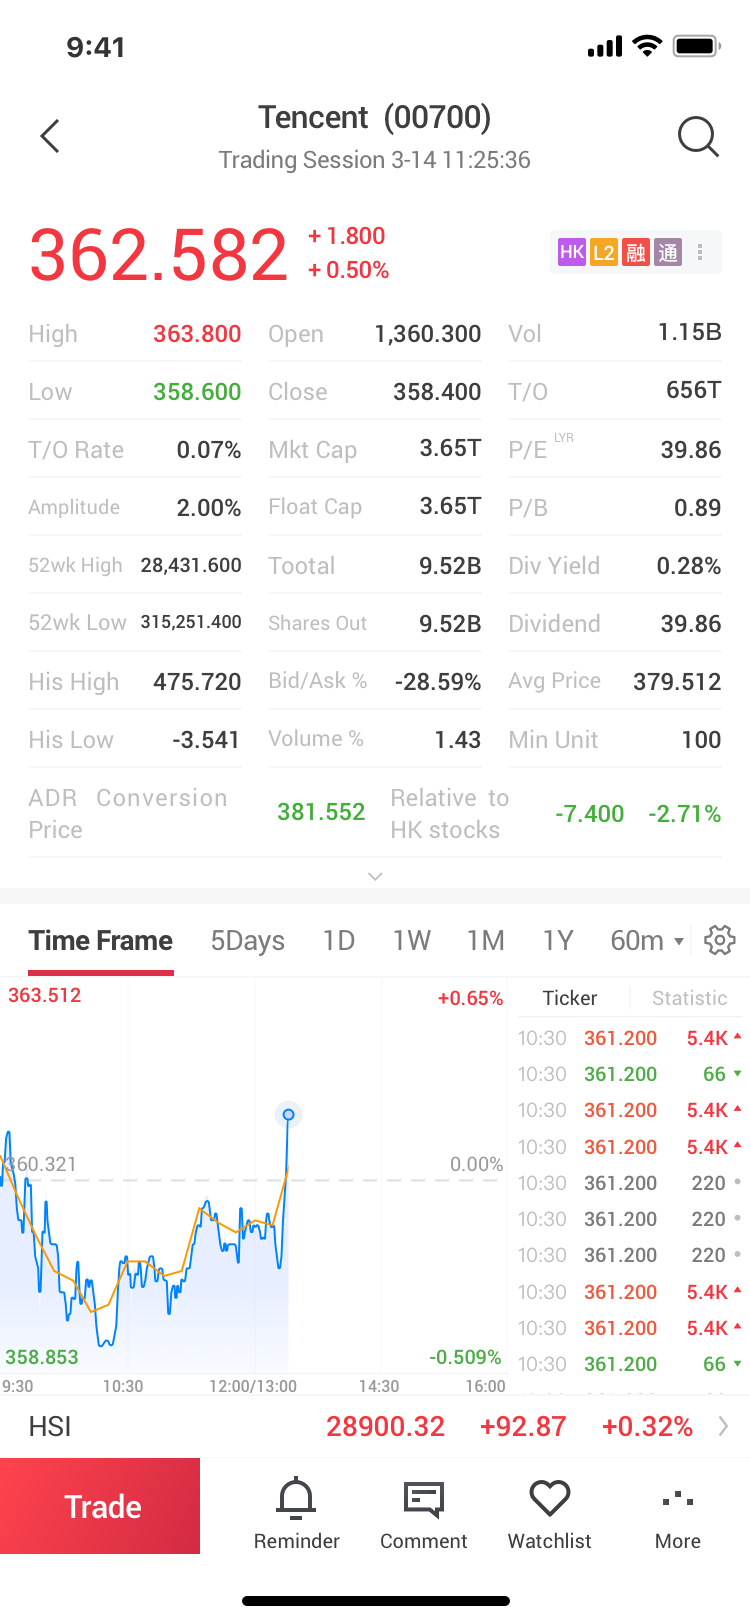 9:41
Tencent (00700)
Trading Session 3-14 11:25:36
362.582 +1.800 +0.50%
HK L2 融 通
High 363.800 Open 1,360.300 Vol 1.15B
Low 358.600 Close 358.400 T/O 656T
T/O Rate 0.07% Mkt Cap 3.65T P/E LYR 39.86
Amplitude 2.00% Float Cap 3.65T P/B 0.89
52wk High 28,431.600 Tootal 9.52B Div Yield 0.28%
52wk Low 315,251.400 Shares Out 9.52B Dividend 39.86
His High 475.720 Bid/Ask % -28.59% Avg Price 379.512
His Low -3.541 Volume % 1.43 Min Unit 100
ADR Conversion Price 381.552 Relative to HK stocks -7.400 -2.71%
Time Frame 5Days 1D 1W 1M 1Y 60m
363.512 +0.65%
360.321 0.00%
358.853 -0.509%
9:30 10:30 12:00/13:00 14:30 16:00
Ticker Statistic
10:30 361.200 5.4K
10:30 361.200 66
10:30 361.200 5.4K
10:30 361.200 5.4K
10:30 361.200 220
10:30 361.200 220
10:30 361.200 220
10:30 361.200 5.4K
10:30 361.200 5.4K
10:30 361.200 66
HSI 28900.32 +92.87 +0.32%
Trade Reminder Comment Watchlist More